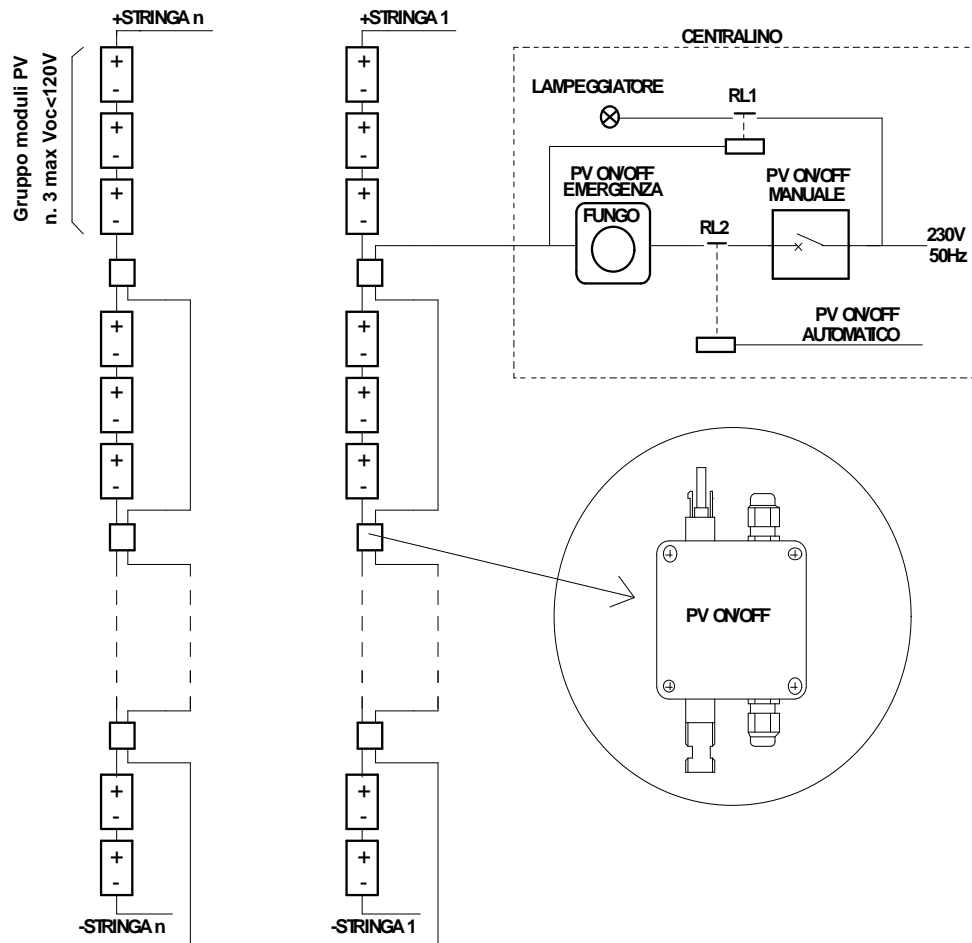 +STRINGA n
+STRINGA 1
Gruppo moduli PV
n. 3 max Voc<120V
+
-
+
-
+
-
+
-
+
-
+
-
+
-
+
-
+
-
+
-
+
-
+
-
+
-
+
-
+
-
+
-
-STRINGA n
-STRINGA 1
CENTRALINO
LAMPEGGIATORE
RL1
PV ON/OFF
EMERGENZA
FUNGO
RL2
PV ON/OFF
MANUALE
230V
50Hz
PV ON/OFF
AUTOMATICO
PV ON/OFF